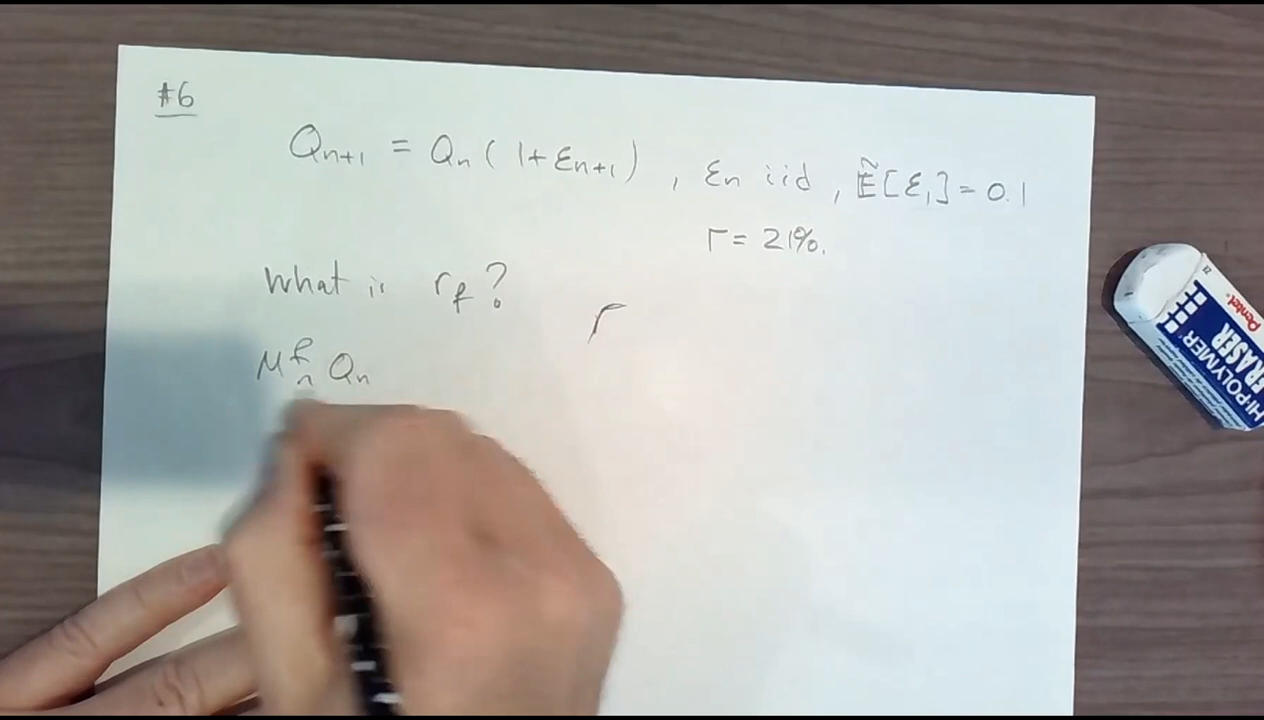 #6
Qₙ₊₁ = Qₙ ( 1 + εₙ₊₁ ) , εₙ iid , Ẽ[ε₁] = 0.1
r = 21%.
What is r_f ?
r
Mₙᶠ Qₙ
Pentel
HI-POLYMER
ERASER